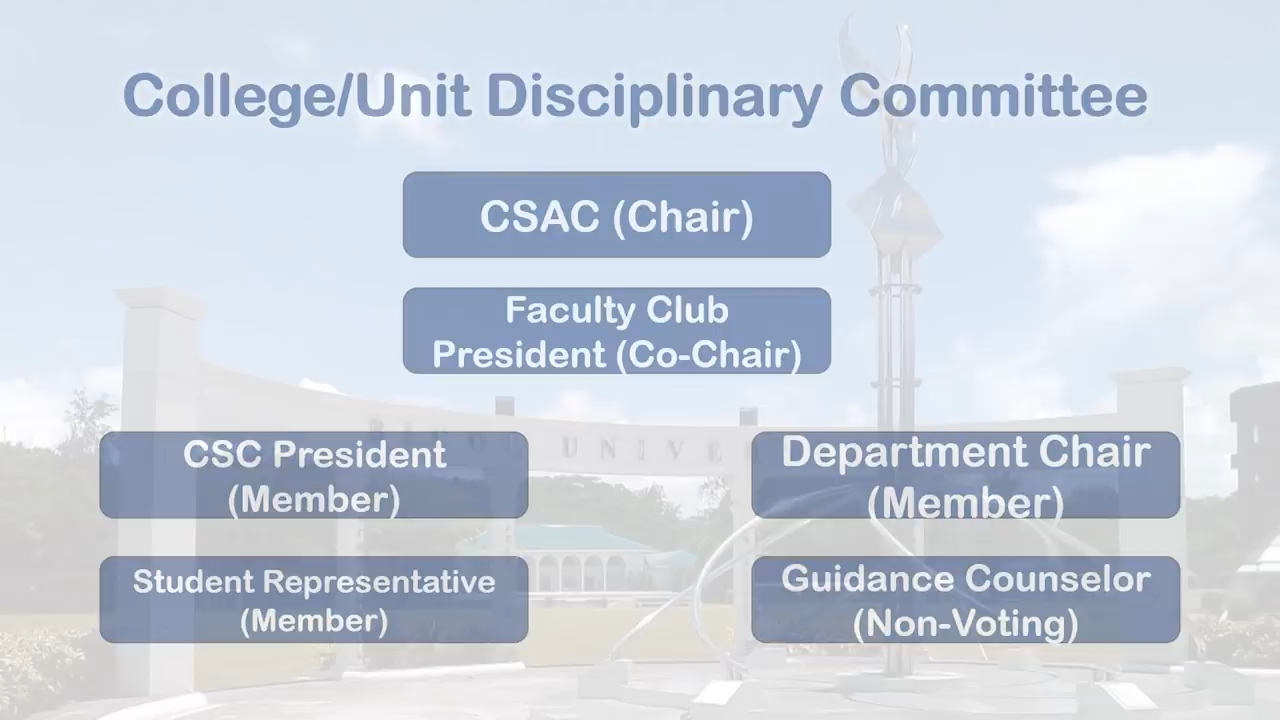 College/Unit Disciplinary Committee
CSAC (Chair)
Faculty Club
President (Co-Chair)
CSC President
(Member)
Department Chair
(Member)
Student Representative
(Member)
Guidance Counselor
(Non-Voting)